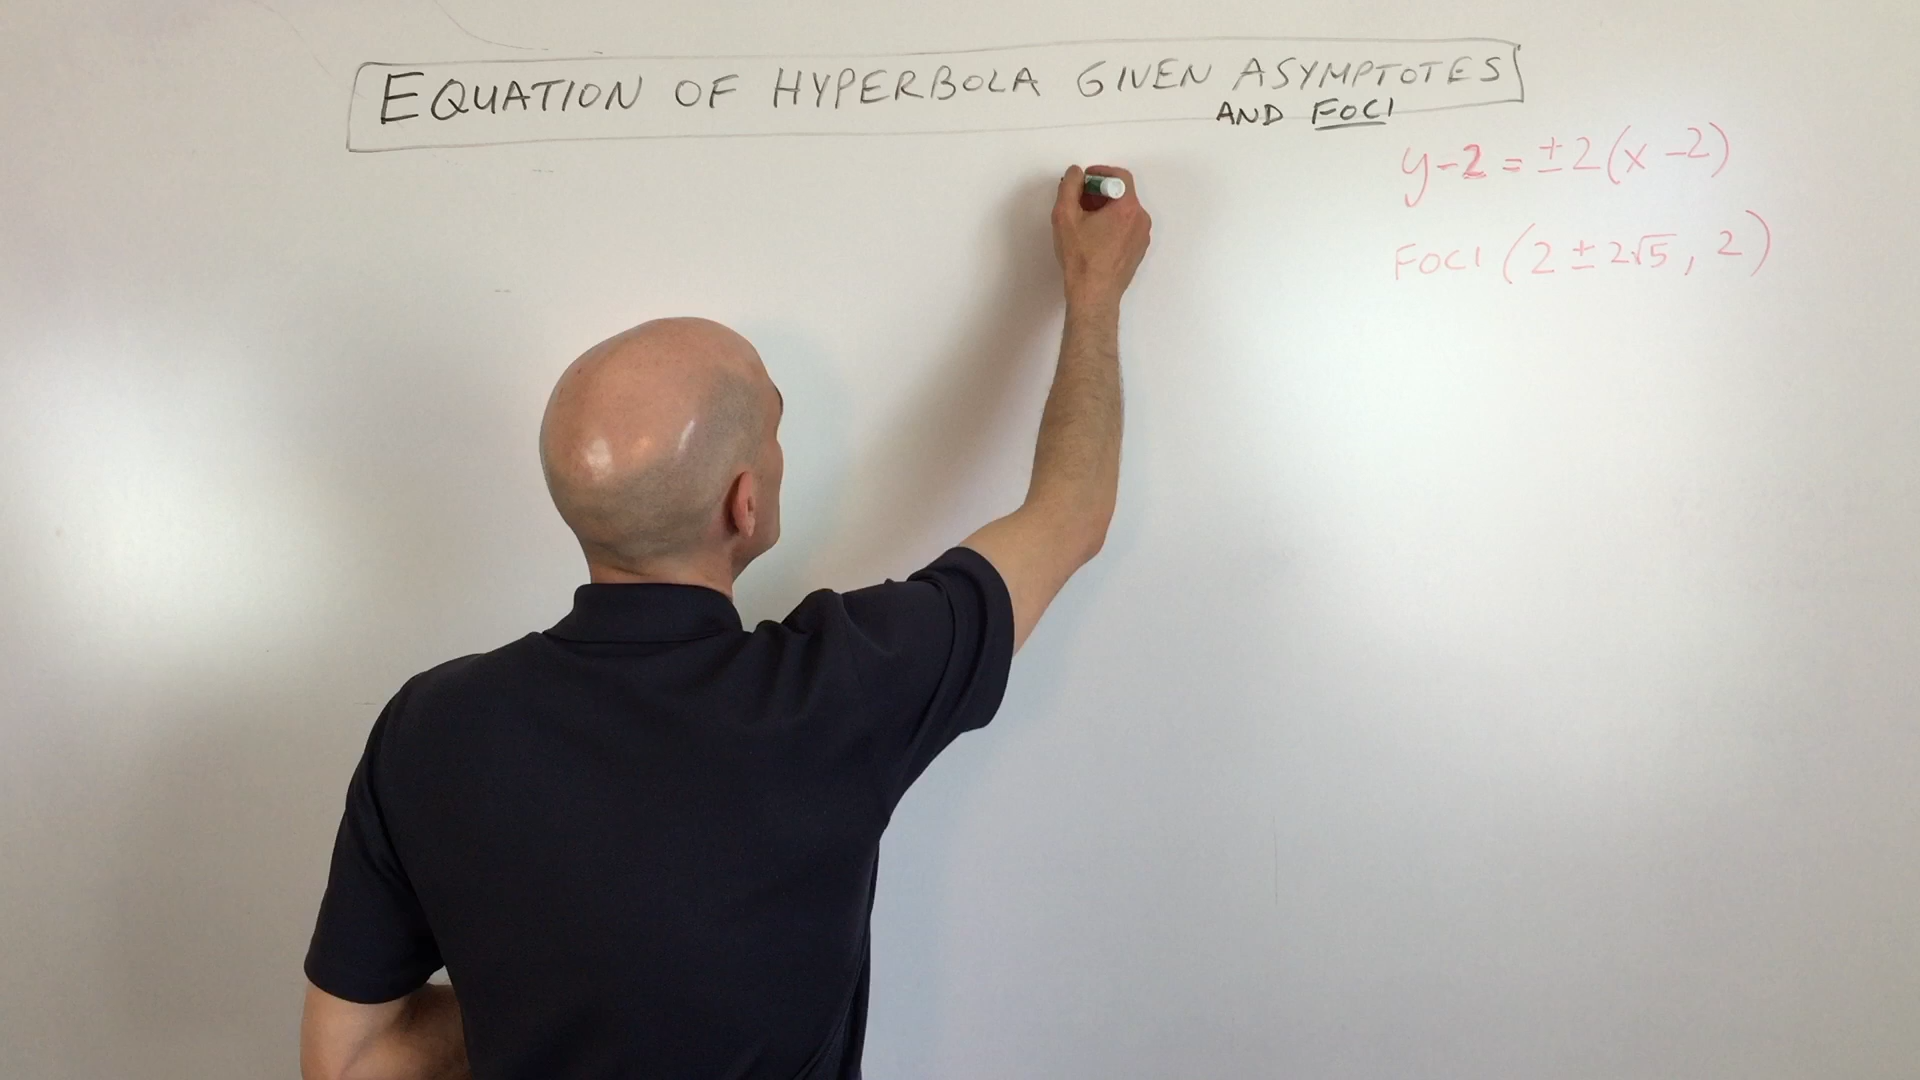 EQUATION OF HYPERBOLA GIVEN ASYMPTOTES
AND FOCI
y-2 = ±2(x-2)
FOCI (2 ± 2√5, 2)